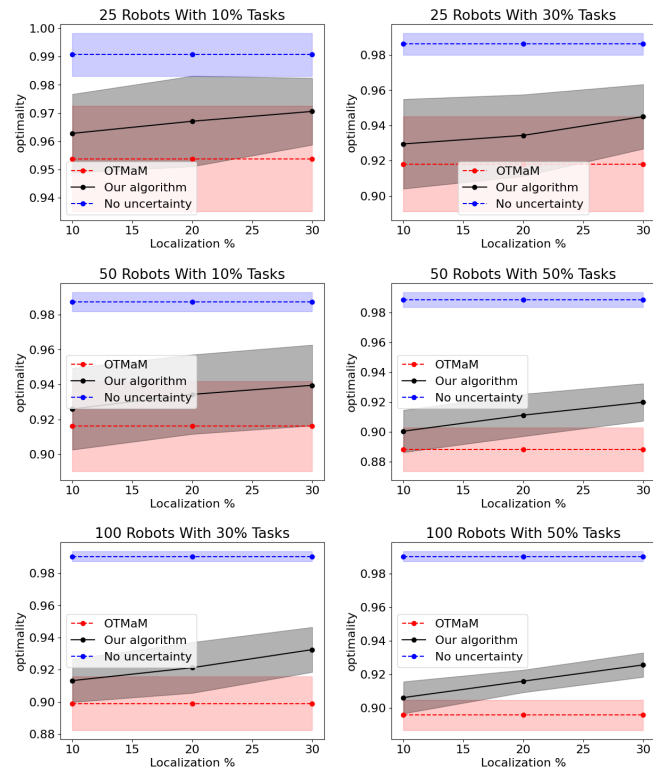 25 Robots With 10% Tasks
1.00
0.99
0.98
0.97
0.96
0.95
0.94
optimality
OTMaM
Our algorithm
No uncertainty
10
15
20
25
30
Localization %
25 Robots With 30% Tasks
0.98
0.96
0.94
0.92
0.90
optimality
OTMaM
Our algorithm
No uncertainty
10
15
20
25
30
Localization %
50 Robots With 10% Tasks
0.98
0.96
0.94
0.92
0.90
optimality
OTMaM
Our algorithm
No uncertainty
10
15
20
25
30
Localization %
50 Robots With 50% Tasks
0.98
0.96
0.94
0.92
0.90
0.88
optimality
OTMaM
Our algorithm
No uncertainty
10
15
20
25
30
Localization %
100 Robots With 30% Tasks
0.98
0.96
0.94
0.92
0.90
0.88
optimality
OTMaM
Our algorithm
No uncertainty
10
15
20
25
30
Localization %
100 Robots With 50% Tasks
0.98
0.96
0.94
0.92
0.90
optimality
OTMaM
Our algorithm
No uncertainty
10
15
20
25
30
Localization %